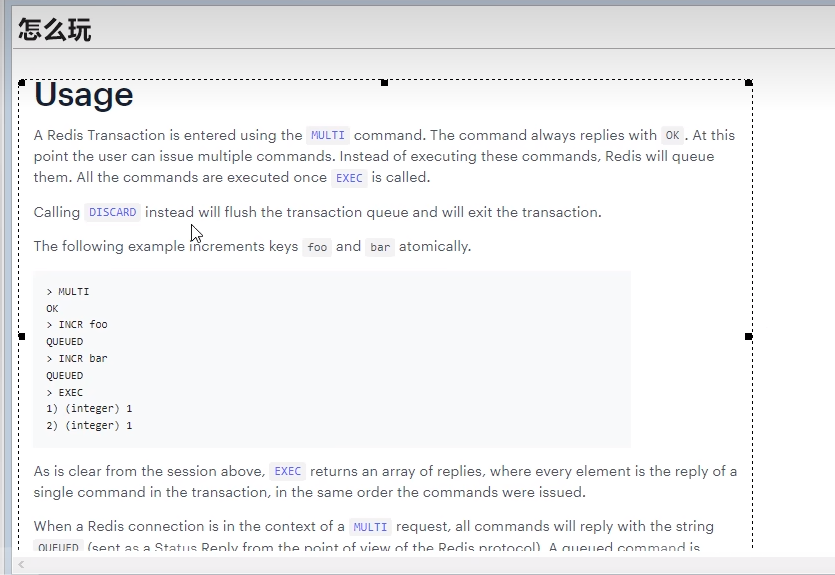 怎么玩
Usage
A Redis Transaction is entered using the MULTI command. The command always replies with OK. At this
point the user can issue multiple commands. Instead of executing these commands, Redis will queue
them. All the commands are executed once EXEC is called.
Calling DISCARD instead will flush the transaction queue and will exit the transaction.
The following example increments keys foo and bar atomically.
> MULTI
OK
> INCR foo
QUEUED
> INCR bar
QUEUED
> EXEC
1) (integer) 1
2) (integer) 1
As is clear from the session above, EXEC returns an array of replies, where every element is the reply of a
single command in the transaction, in the same order the commands were issued.
When a Redis connection is in the context of a MULTI request, all commands will reply with the string
QUEUED (sent as a Status Reply from the point of view of the Redis protocol). A queued command is